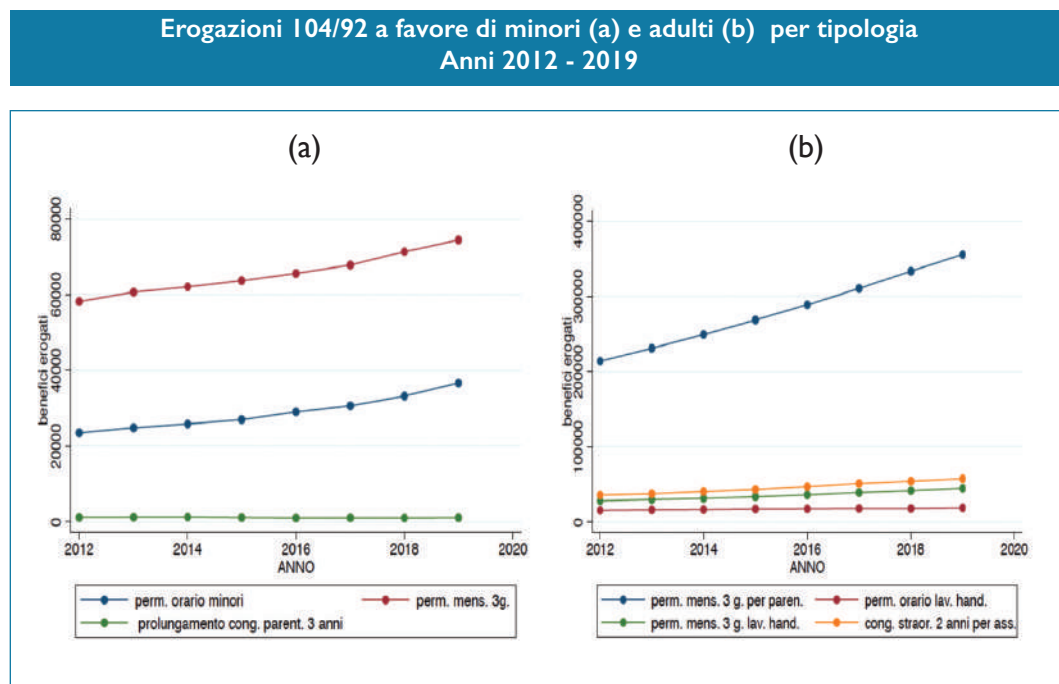 Erogazioni 104/92 a favore di minori (a) e adulti (b) per tipologia
Anni 2012 - 2019
(a)
benefici erogati
80000
60000
40000
20000
0
2012 2014 2016 2018 2020
ANNO
perm. orario minori
perm. mens. 3g.
prolungamento cong. parent. 3 anni
(b)
benefici erogati
400000
300000
200000
100000
0
2012 2014 2016 2018 2020
ANNO
perm. mens. 3 g. per paren.
perm. orario lav. hand.
perm. mens. 3 g. lav. hand.
cong. straor. 2 anni per ass.